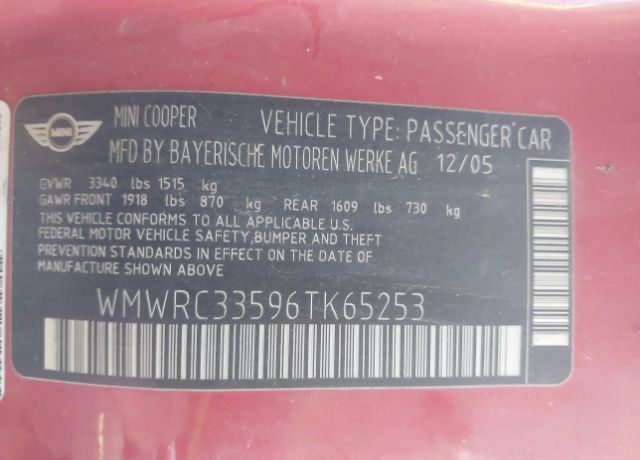 MINI
MINI COOPER VEHICLE TYPE: PASSENGER CAR
MFD BY BAYERISCHE MOTOREN WERKE AG 12/05
GVWR 3340 lbs 1515 kg
GAWR FRONT 1918 lbs 870 kg REAR 1609 lbs 730 kg
THIS VEHICLE CONFORMS TO ALL APPLICABLE U.S.
FEDERAL MOTOR VEHICLE SAFETY, BUMPER AND THEFT
PREVENTION STANDARDS IN EFFECT ON THE DATE OF
MFR SHOWN ABOVE
WMWRC33596TK65253